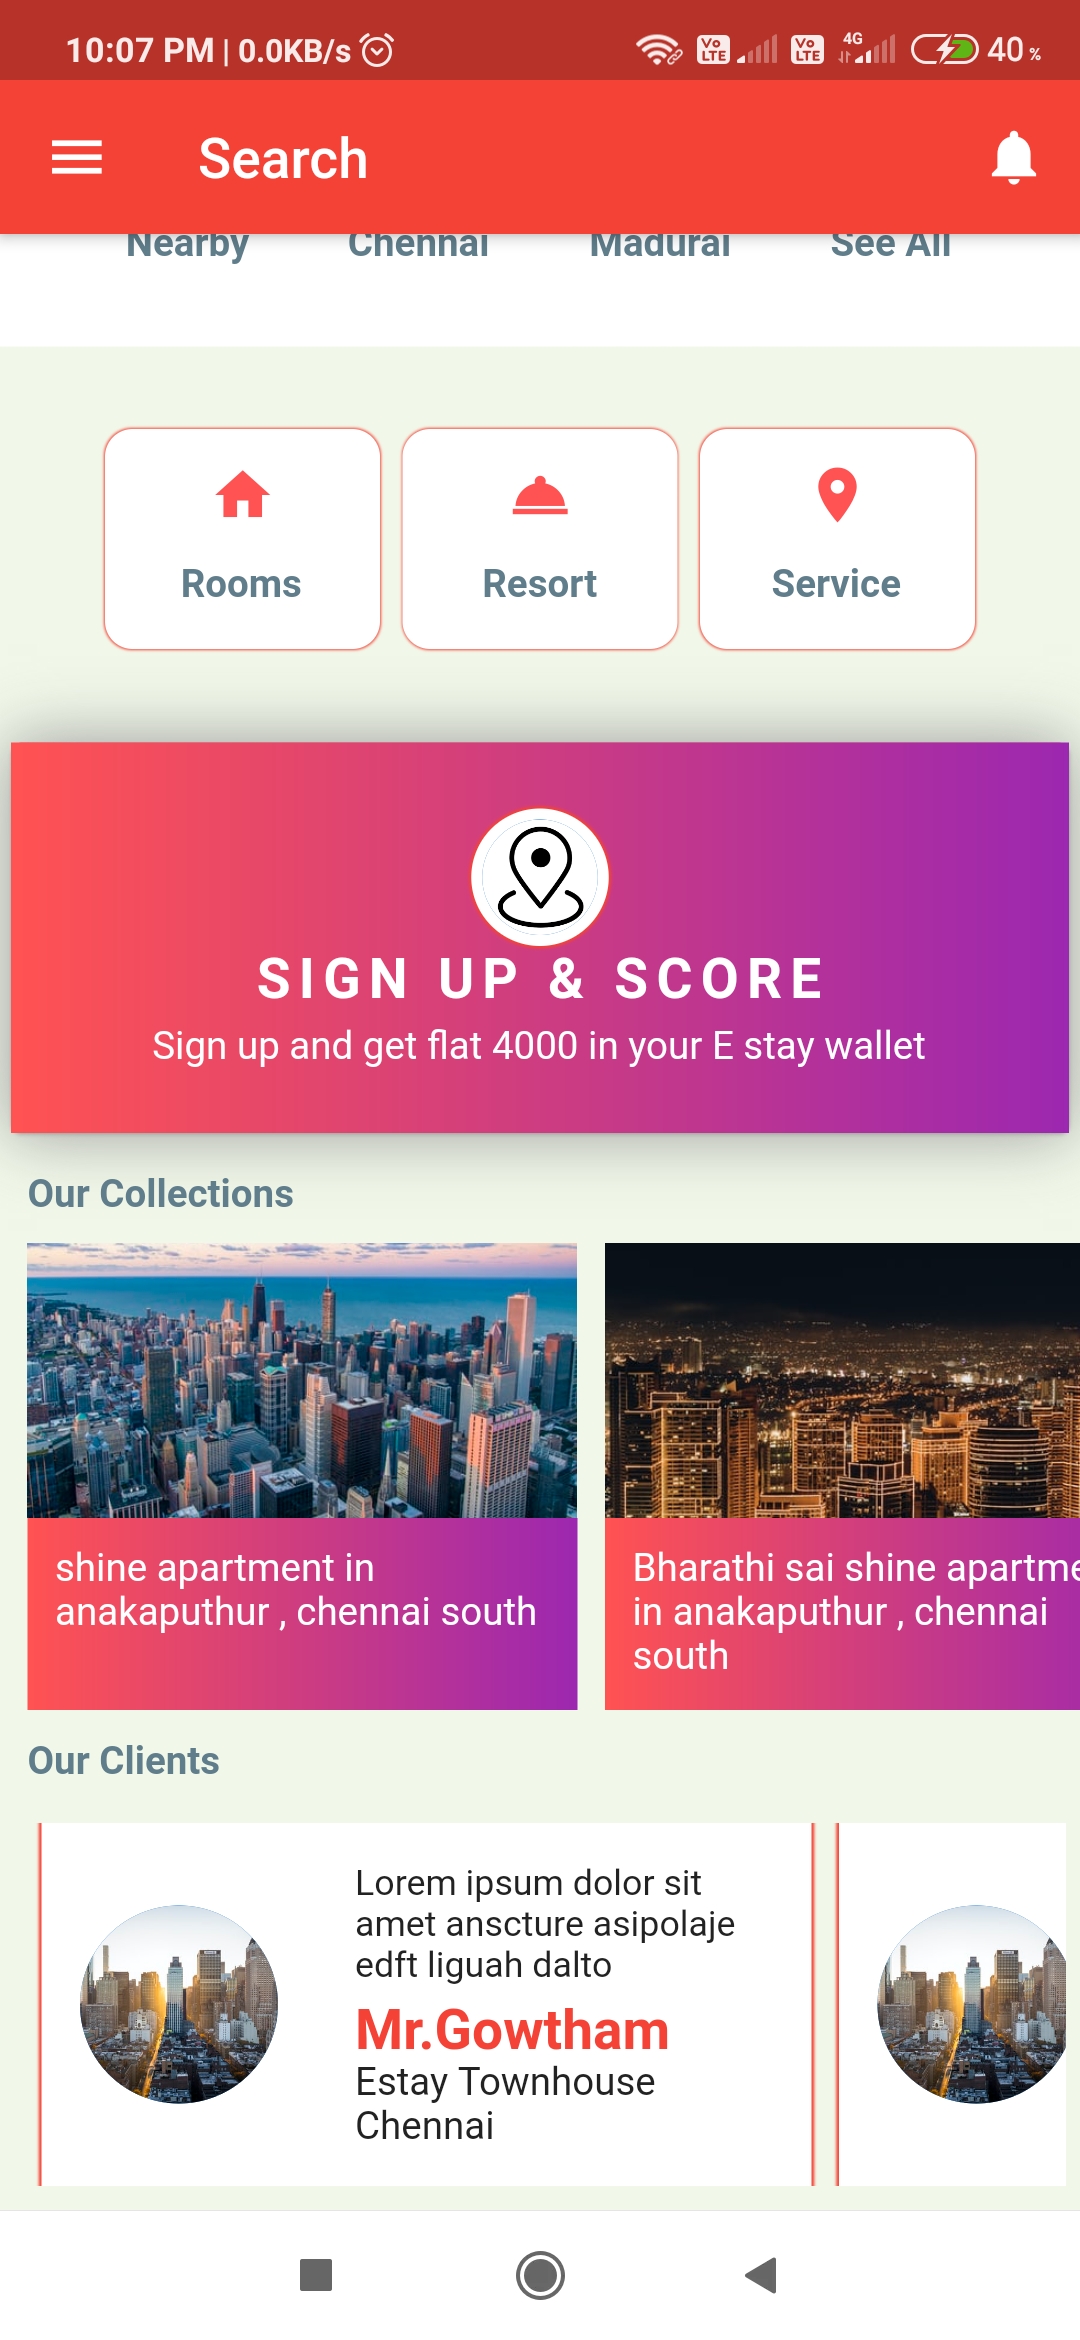 10:07 PM | 0.0KB/s
Vo LTE
Vo LTE
4G
40 %
Search
Nearby Chennai Madurai See All
Rooms Resort Service
SIGN UP & SCORE
Sign up and get flat 4000 in your E stay wallet
Our Collections
shine apartment in
anakaputhur , chennai south
Bharathi sai shine apartme
in anakaputhur , chennai
south
Our Clients
Lorem ipsum dolor sit
amet anscture asipolaje
edft liguah dalto
Mr.Gowtham
Estay Townhouse
Chennai